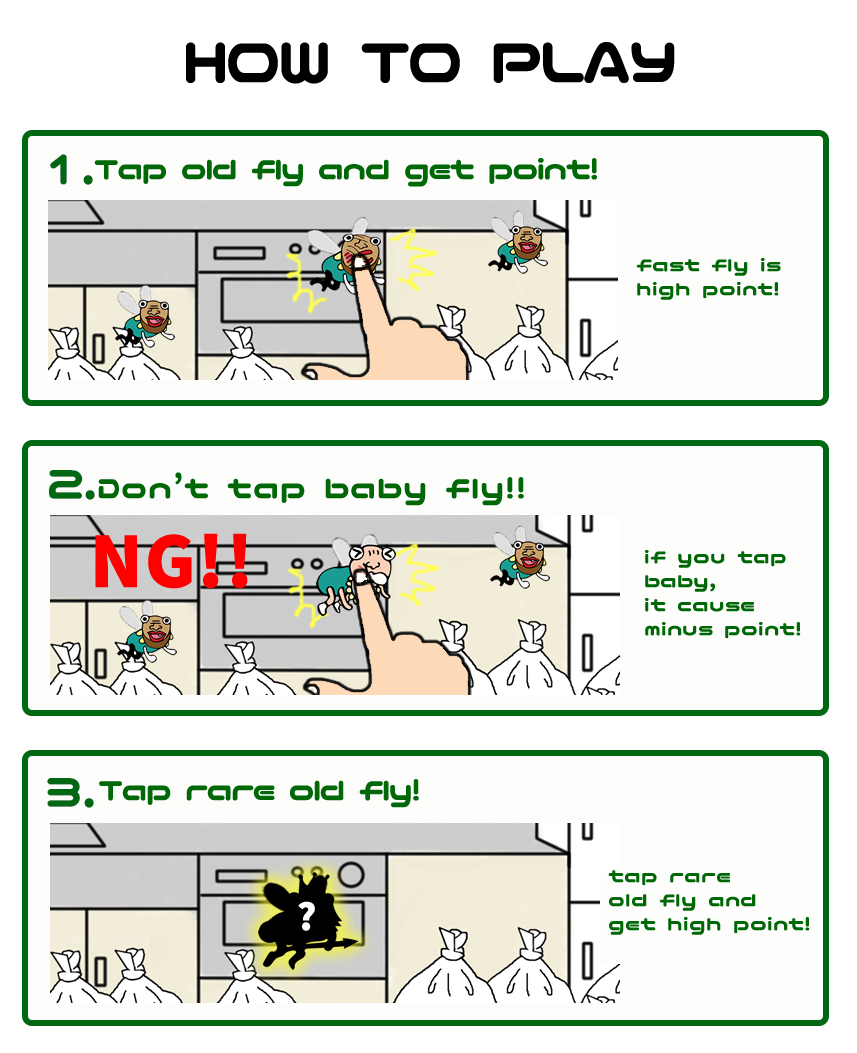 HOW TO PLAY
1.Tap old fly and get point!
fast fly is
high point!
2.Don't tap baby fly!!
NG!!
if you tap
baby,
it cause
minus point!
3.Tap rare old fly!
?
tap rare
old fly and
get high point!